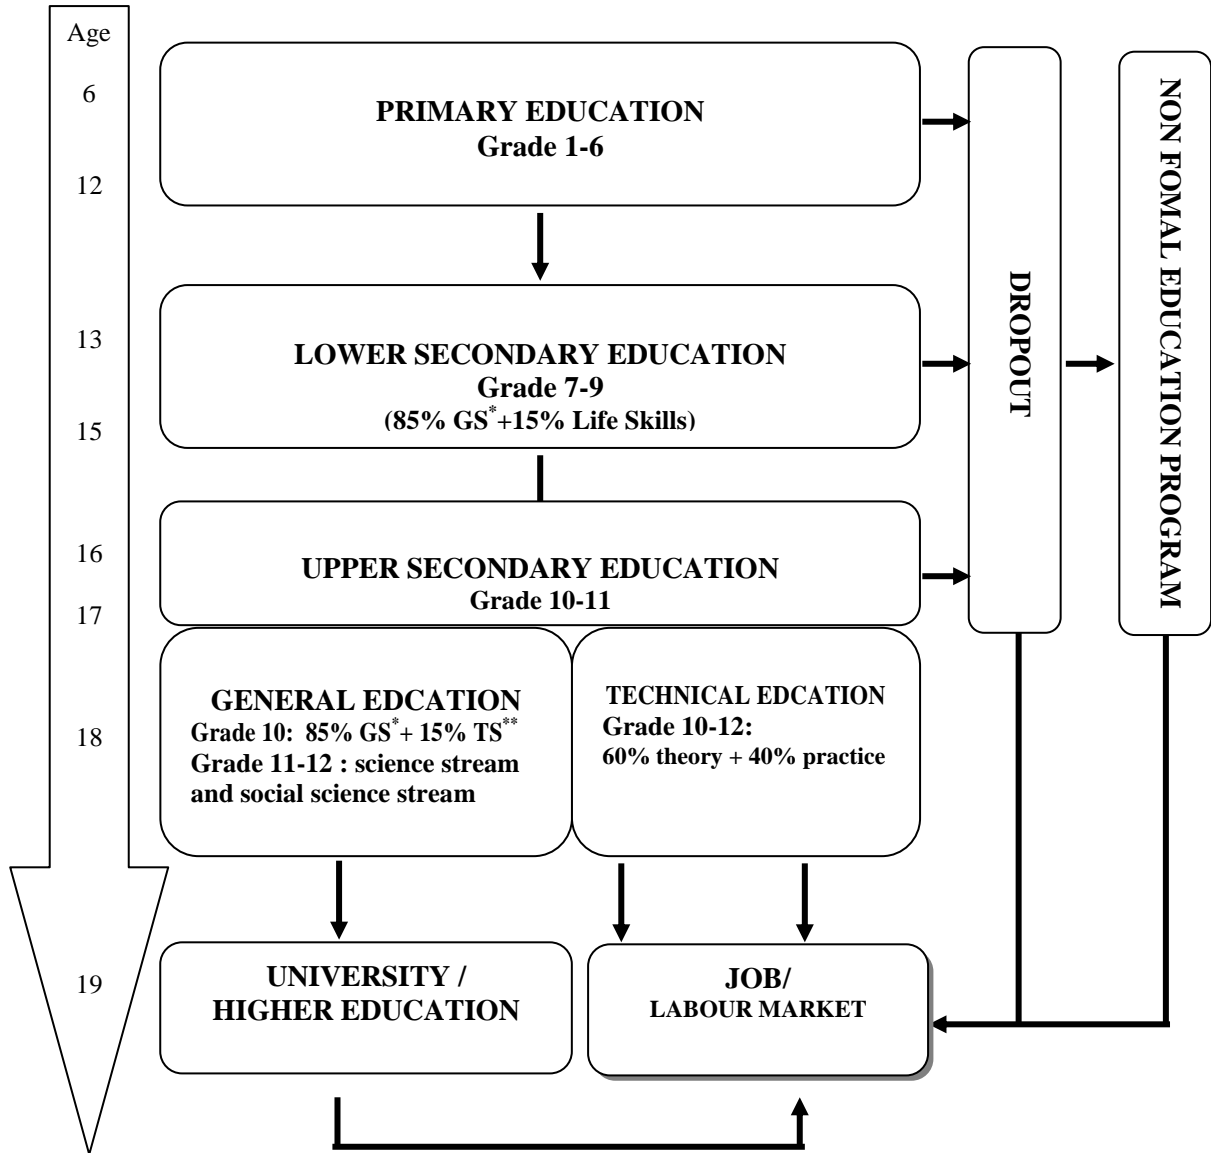 Age
6
12
13
15
16
17
18
19
PRIMARY EDUCATION
Grade 1-6
LOWER SECONDARY EDUCATION
Grade 7-9
(85% GS*+15% Life Skills)
UPPER SECONDARY EDUCATION
Grade 10-11
GENERAL EDCATION
Grade 10:  85% GS*+ 15% TS**
Grade 11-12 : science stream
and social science stream
TECHNICAL EDCATION
Grade 10-12:
60% theory + 40% practice
UNIVERSITY /
HIGHER EDUCATION
JOB/
LABOUR MARKET
DROPOUT
NON FOMAL EDUCATION PROGRAM